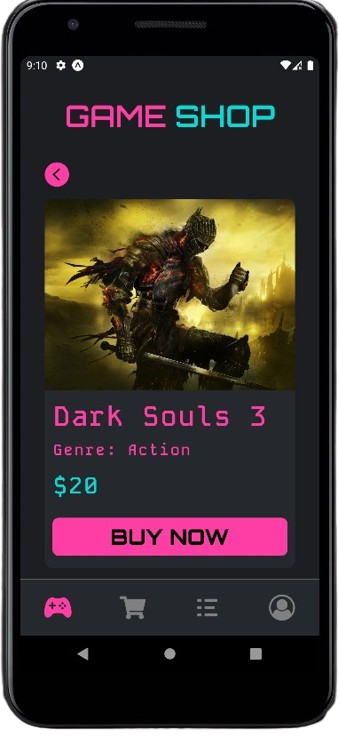 9:10
GAME SHOP
Dark Souls 3
Genre: Action
$20
BUY NOW